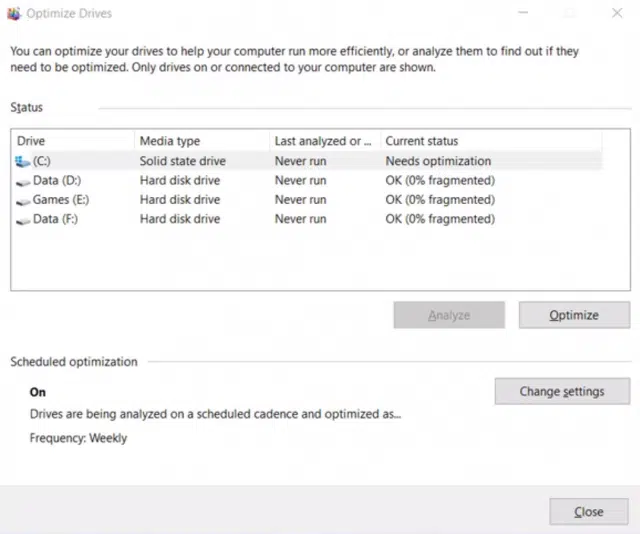 Optimize Drives
You can optimize your drives to help your computer run more efficiently, or analyze them to find out if they
need to be optimized. Only drives on or connected to your computer are shown.
Status
Drive Media type Last analyzed or ... Current status
(C:) Solid state drive Never run Needs optimization
Data (D:) Hard disk drive Never run OK (0% fragmented)
Games (E:) Hard disk drive Never run OK (0% fragmented)
Data (F:) Hard disk drive Never run OK (0% fragmented)
Analyze Optimize
Scheduled optimization
On Change settings
Drives are being analyzed on a scheduled cadence and optimized as...
Frequency: Weekly
Close